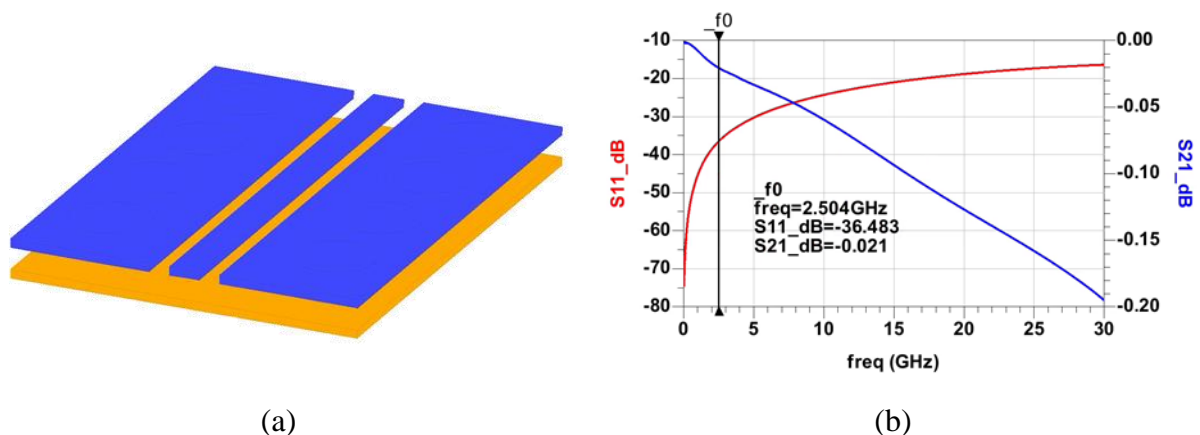 _f0
-10
-20
-30
-40
-50
-60
-70
-80
S11_dB
0.00
-0.05
-0.10
-0.15
-0.20
S21_dB
_f0
freq=2.504GHz
S11_dB=-36.483
S21_dB=-0.021
0 5 10 15 20 25 30
freq (GHz)
(a) (b)